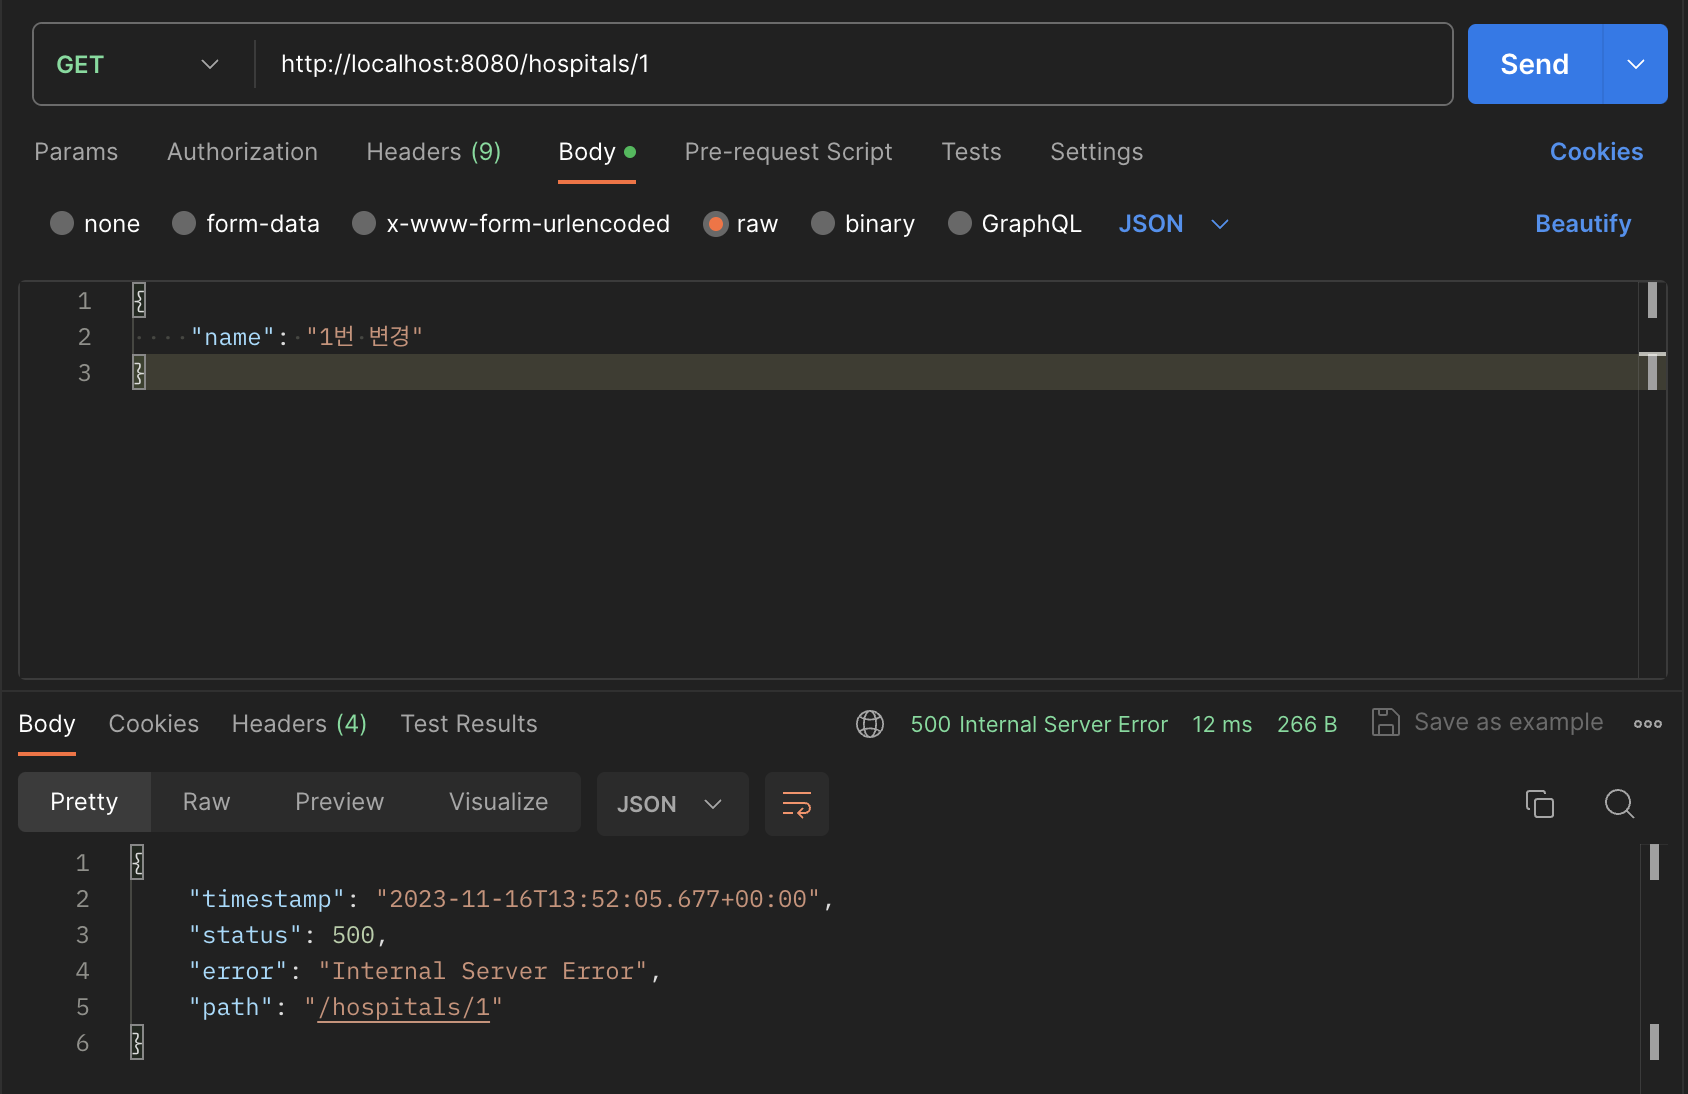 GET http://localhost:8080/hospitals/1 Send
Params Authorization Headers (9) Body Pre-request Script Tests Settings Cookies
none form-data x-www-form-urlencoded raw binary GraphQL JSON Beautify
1 {
2 "name": "1번 변경"
3 }
Body Cookies Headers (4) Test Results 500 Internal Server Error 12 ms 266 B Save as example
Pretty Raw Preview Visualize JSON
1 {
2 "timestamp": "2023-11-16T13:52:05.677+00:00",
3 "status": 500,
4 "error": "Internal Server Error",
5 "path": "/hospitals/1"
6 }